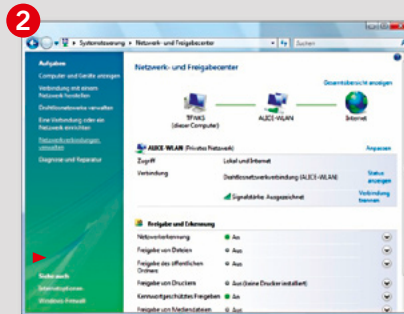 2
Systemsteuerung ▸ Netzwerk- und Freigabecenter
Suchen
Aufgaben
Computer und Geräte anzeigen
Verbindung mit einem
Netzwerk herstellen
Drahtlosnetzwerke verwalten
Eine Verbindung oder ein
Netzwerk einrichten
Netzwerkverbindungen
verwalten
Diagnose und Reparatur
Siehe auch
Internetoptionen
Windows-Firewall
Netzwerk- und Freigabecenter
Gesamtübersicht anzeigen
(dieser Computer)
ALICE-WLAN
Internet
ALICE-WLAN (Privates Netzwerk)
Anpassen
Zugriff
Lokal und Internet
Verbindung
Drahtlosnetzwerkverbindung (ALICE-WLAN)
Status
anzeigen
Signalstärke: Ausgezeichnet
Verbindung
trennen
Freigabe und Erkennung
Netzwerkerkennung
An
Freigabe von Dateien
Aus
Freigabe des öffentlichen
Ordners
Aus
Freigabe von Druckern
Aus (keine Drucker installiert)
Kennwortgeschütztes Freigeben
An
Freigabe von Mediendateien
Aus